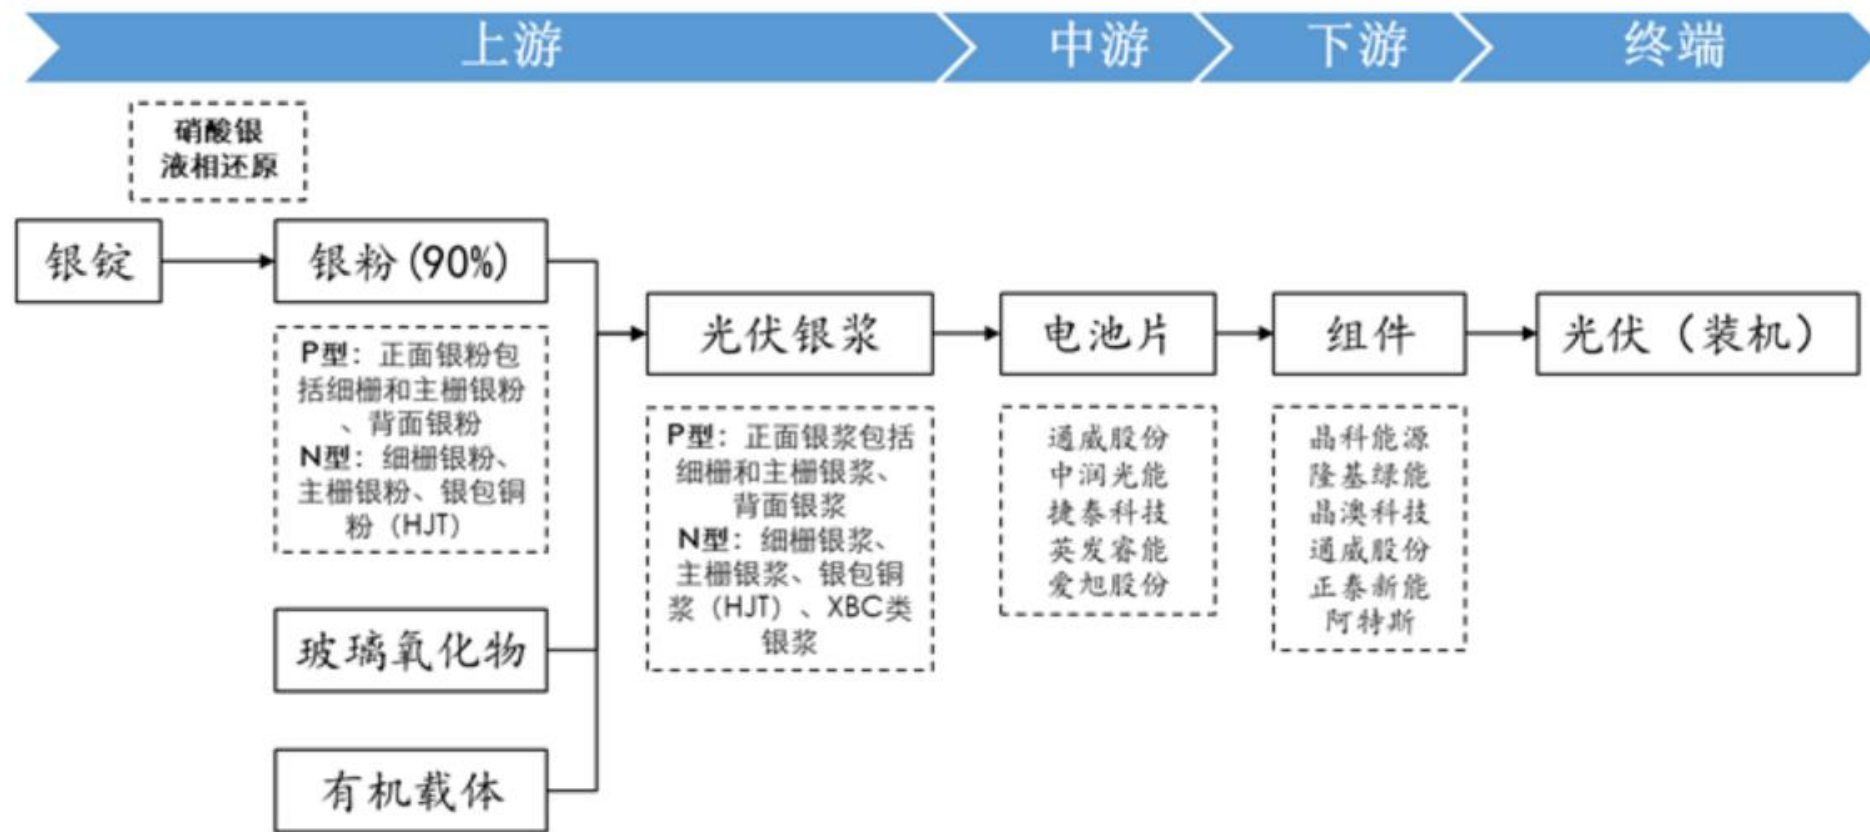 上游
中游
下游
终端
硝酸银
液相还原
银锭
银粉(90%)
P型：正面银粉包
括细栅和主栅银粉
、背面银粉
N型：细栅银粉、
主栅银粉、银包铜
粉（HJT）
玻璃氧化物
有机载体
光伏银浆
P型：正面银浆包括
细栅和主栅银浆、
背面银浆
N型：细栅银浆、
主栅银浆、银包铜
浆（HJT）、XBC类
银浆
电池片
通威股份
中润光能
捷泰科技
英发睿能
爱旭股份
组件
晶科能源
隆基绿能
晶澳科技
通威股份
正泰新能
阿特斯
光伏（装机）